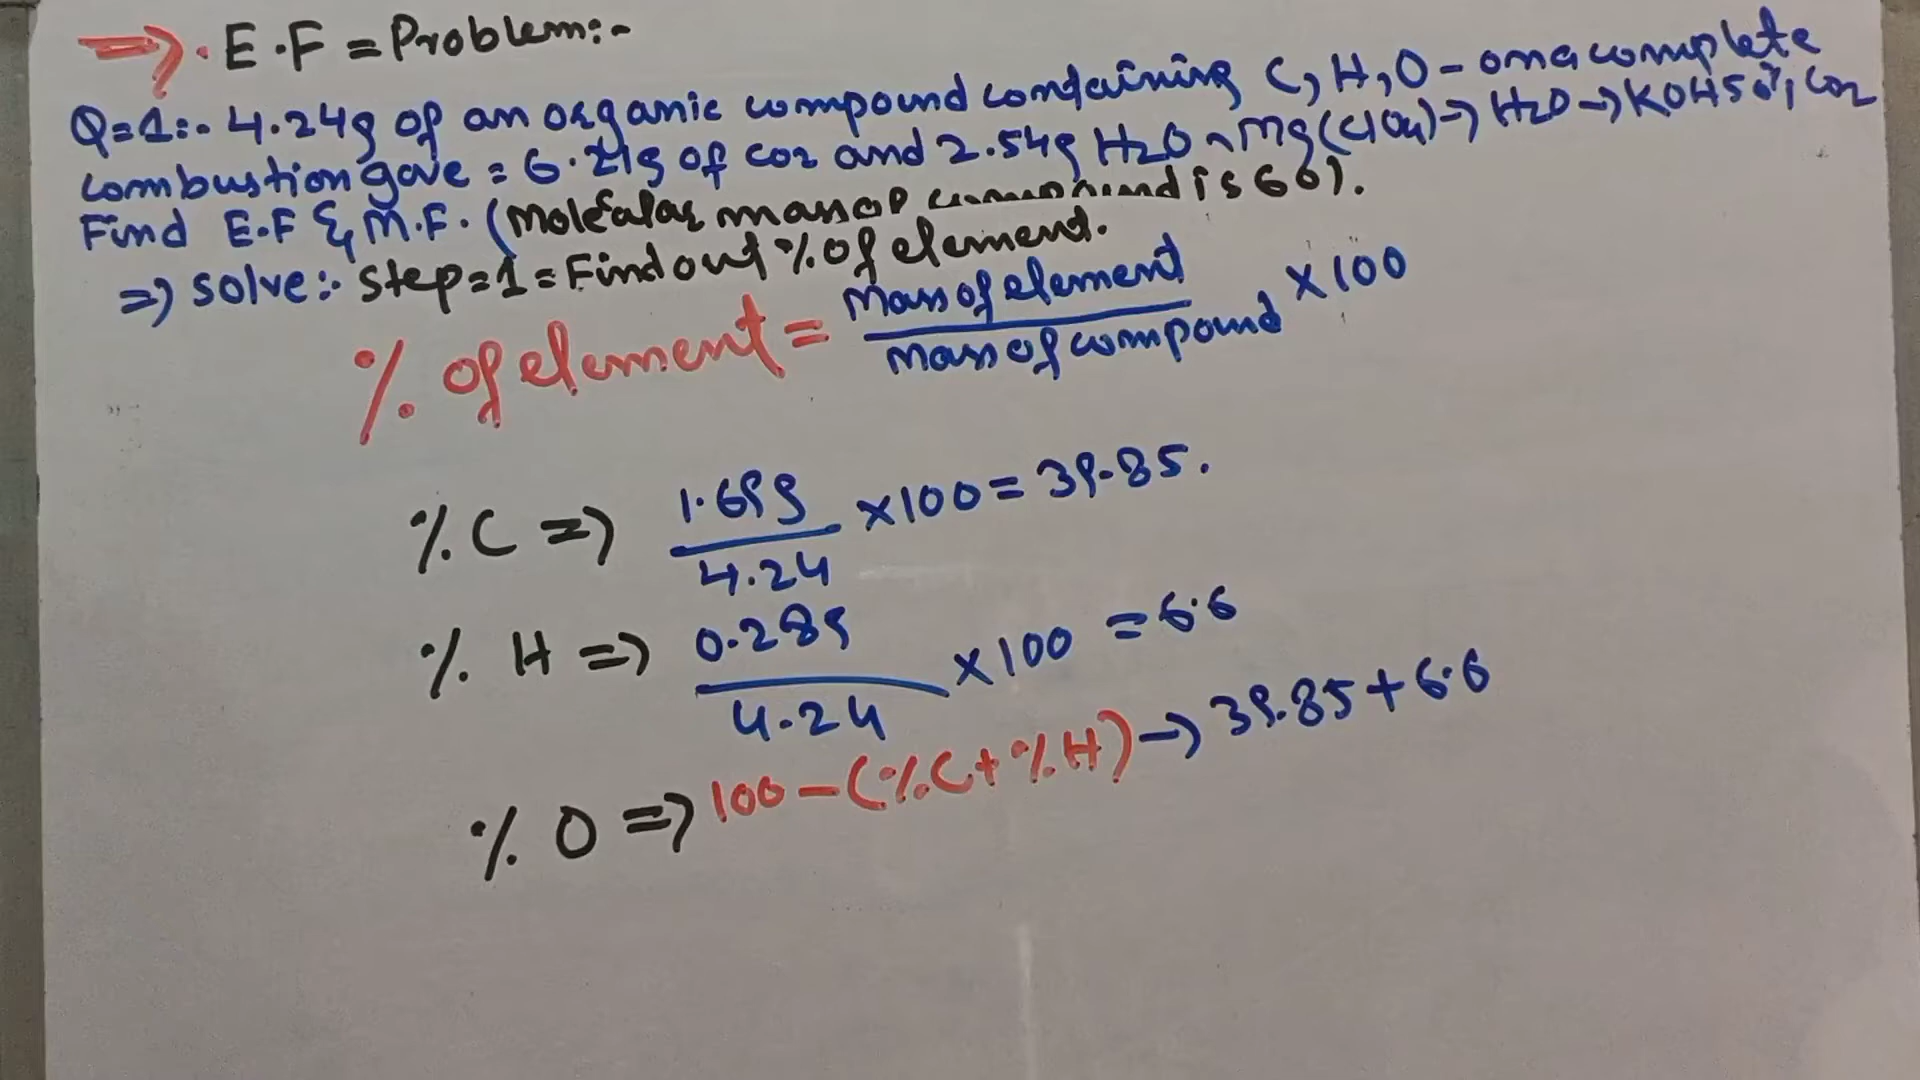 ⇒. E.F = Problem:-
Q=1:- 4.24g of an organic compound containing C, H, O - on a complete
combustion gave = 6.21g of co2 and 2.54g H2O, Mg(ClO4)→ H2O→ KOH 50%, co2
Find E.F & M.F. (Molecular mass of compound is 60).
⇒ solve:- step=1= Find out % of element.
% of element = Mass of element / Mass of compound ×100
% C ⇒ 1.69g / 4.24 ×100 = 39.85.
% H ⇒ 0.28g / 4.24 ×100 = 6.6
% O ⇒ 100 - (%C + %H) → 39.85 + 6.6